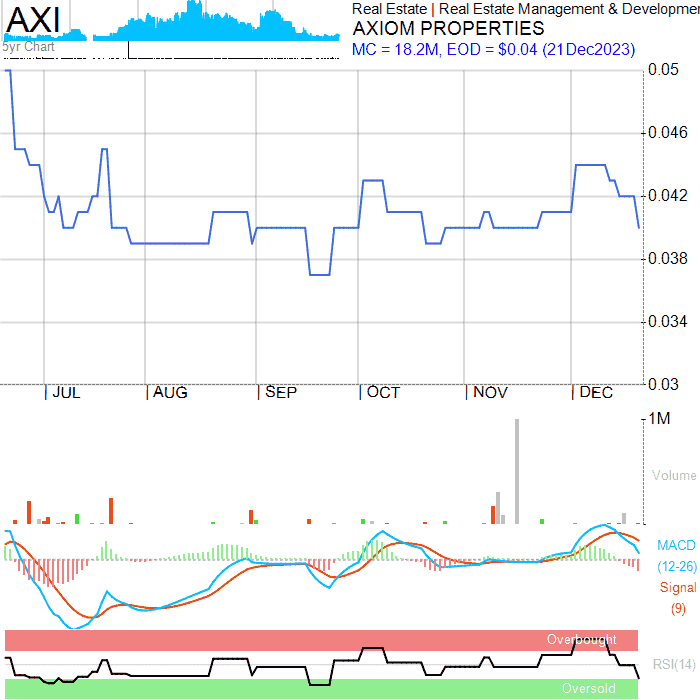 AXI
Real Estate | Real Estate Management & Developmen
AXIOM PROPERTIES
MC = 18.2M, EOD = $0.04 (21Dec2023)
5yr Chart
0.05
0.046
0.042
0.038
0.034
0.03
JUL AUG SEP OCT NOV DEC
1M
Volume
MACD
(12-26)
Signal
(9)
Overbought
RSI(14)
Oversold